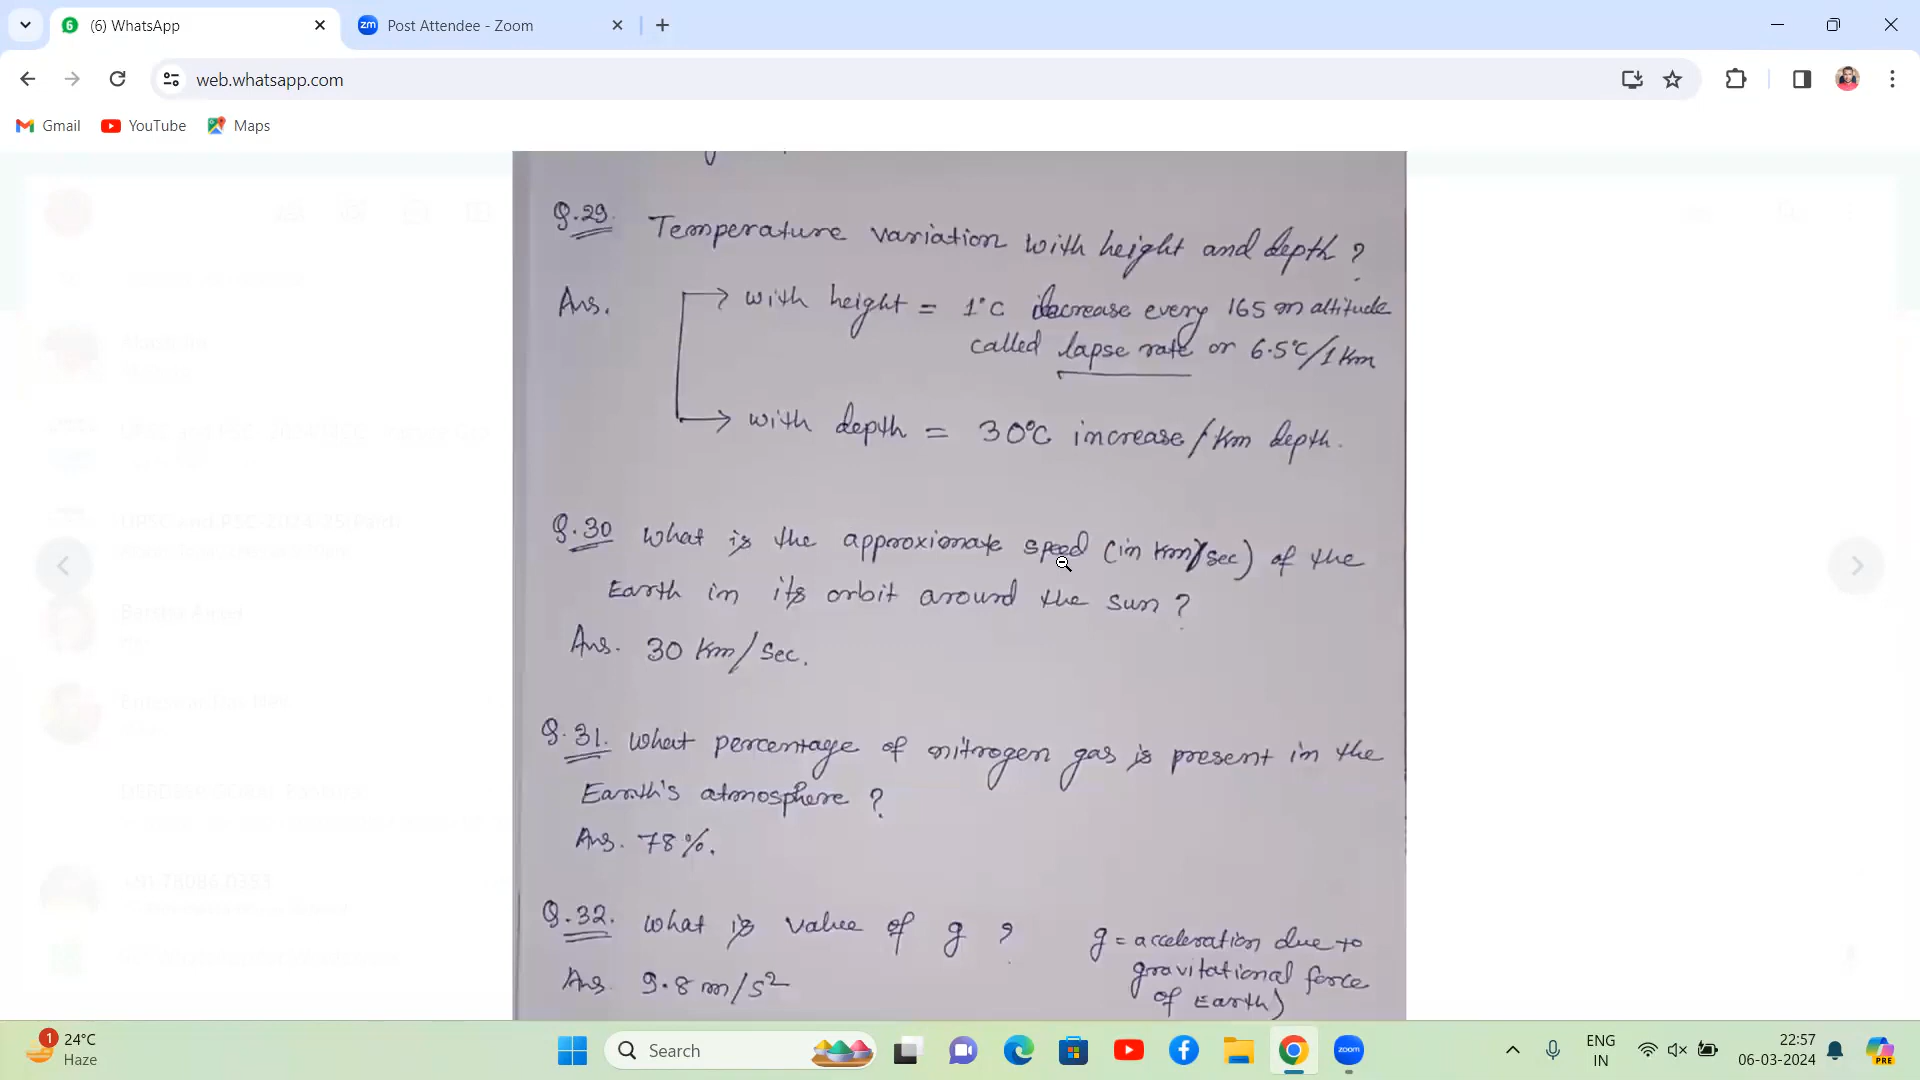 (6) WhatsApp
Post Attendee - Zoom
web.whatsapp.com
Gmail
YouTube
Maps
Q.29. Temperature variation with height and depth ?
Ans. → with height = 1°C decrease every 165 m altitude
called lapse rate or 6.5°C/1 Km
→ with depth = 30°C increase / Km depth.
Q.30 What is the approximate speed (in Km/sec) of the
Earth in its orbit around the sun ?
Ans. 30 Km/Sec.
Q.31. What percentage of nitrogen gas is present in the
Earth's atmosphere ?
Ans. 78%.
Q.32. What is value of g ? g = acceleration due to
gravitational force
of Earth)
Ans. 9.8 m/s²
1
24°C
Haze
Search
zoom
ENG
IN
22:57
06-03-2024
PRE